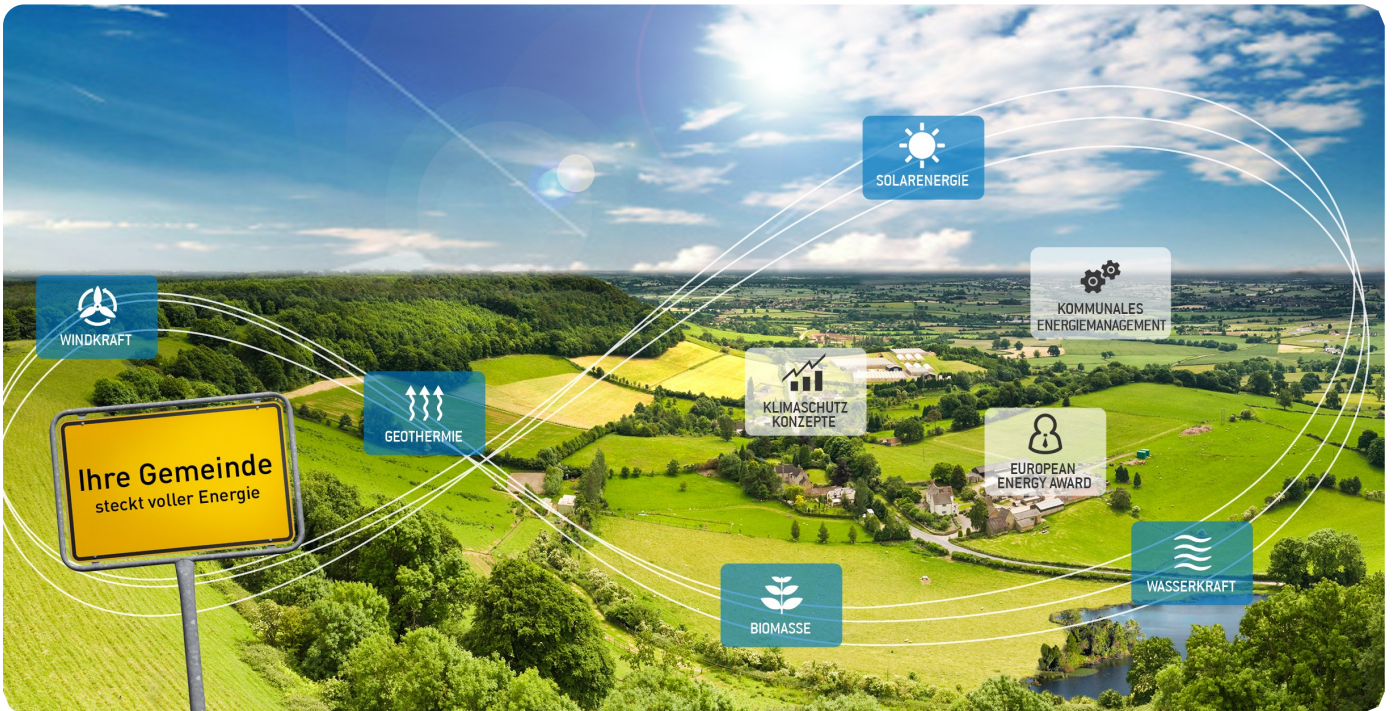 SOLARENERGIE
WINDKRAFT
KOMMUNALES
ENERGIEMANAGEMENT
GEOTHERMIE
KLIMASCHUTZ
KONZEPTE
EUROPEAN
ENERGY AWARD
Ihre Gemeinde
steckt voller Energie
WASSERKRAFT
BIOMASSE